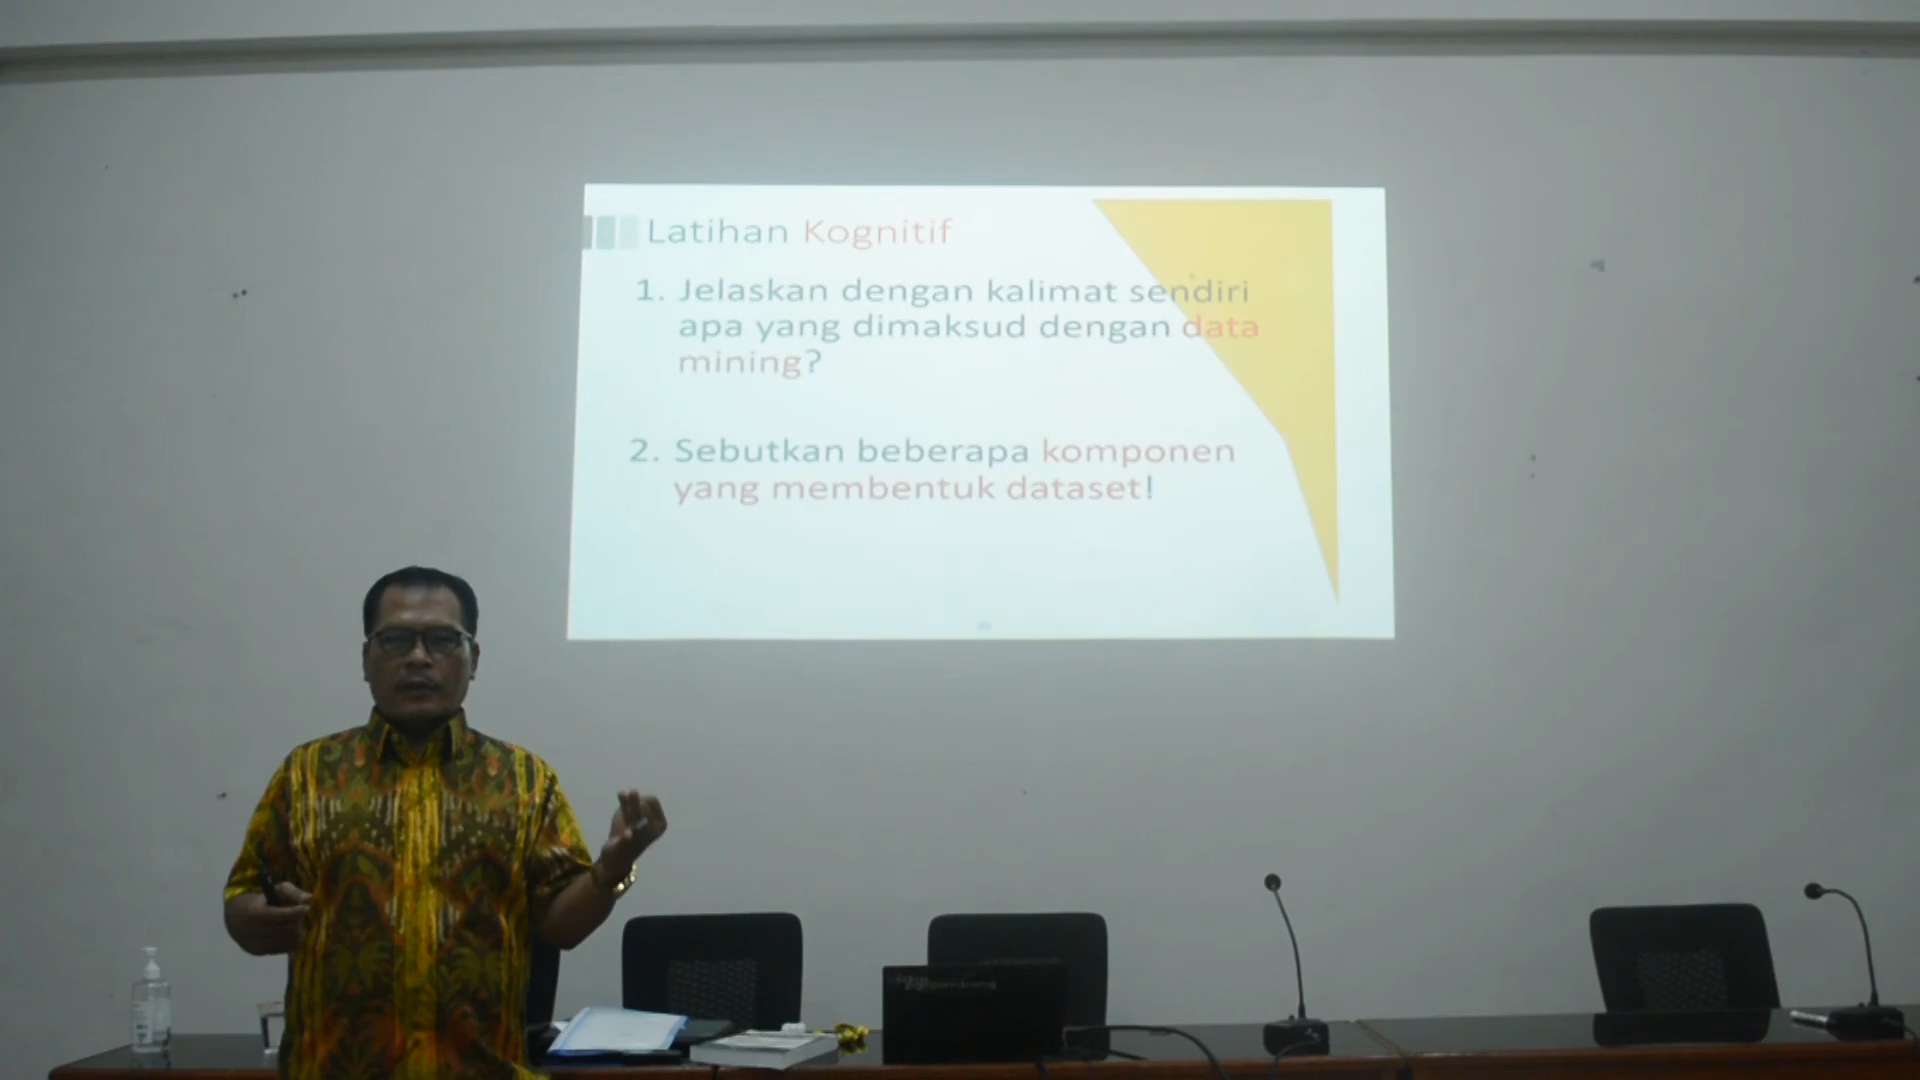 Latihan Kognitif
1. Jelaskan dengan kalimat sendiri
apa yang dimaksud dengan data
mining?
2. Sebutkan beberapa komponen
yang membentuk dataset!